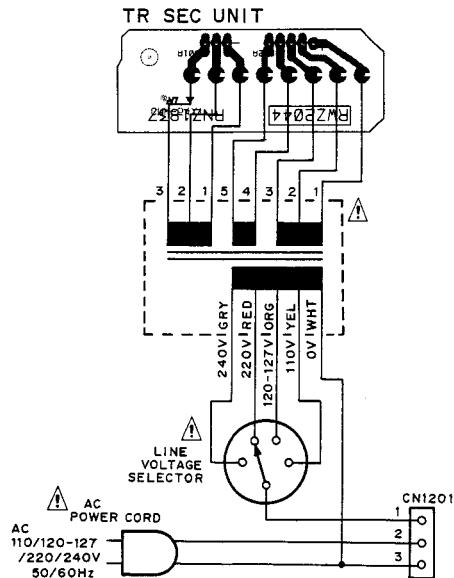 TR SEC UNIT
RWZ2044
3 2 1 5 4 3 2 1
240V GRY
220V RED
120-127V ORG
110V YEL
0V WHT
LINE
VOLTAGE
SELECTOR
CN1201
1
2
3
AC
POWER CORD
AC
110/120-127
/220/240V
50/60Hz